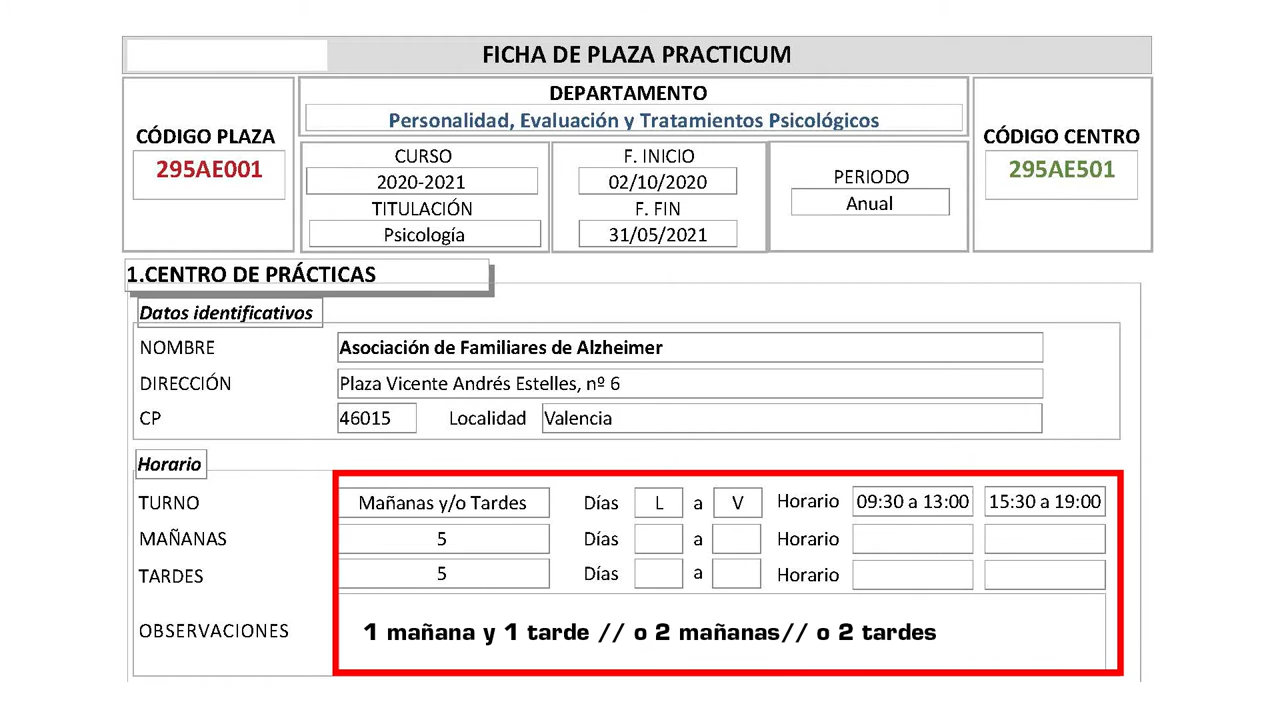 FICHA DE PLAZA PRACTICUM
CÓDIGO PLAZA
295AE001
DEPARTAMENTO
Personalidad, Evaluación y Tratamientos Psicológicos
CURSO
2020-2021
TITULACIÓN
Psicología
F. INICIO
02/10/2020
F. FIN
31/05/2021
PERIODO
Anual
CÓDIGO CENTRO
295AE501
1.CENTRO DE PRÁCTICAS
Datos identificativos
NOMBRE Asociación de Familiares de Alzheimer
DIRECCIÓN Plaza Vicente Andrés Estelles, nº 6
CP 46015 Localidad Valencia
Horario
TURNO Mañanas y/o Tardes Días L a V Horario 09:30 a 13:00 15:30 a 19:00
MAÑANAS 5 Días a Horario
TARDES 5 Días a Horario
OBSERVACIONES 1 mañana y 1 tarde // o 2 mañanas// o 2 tardes